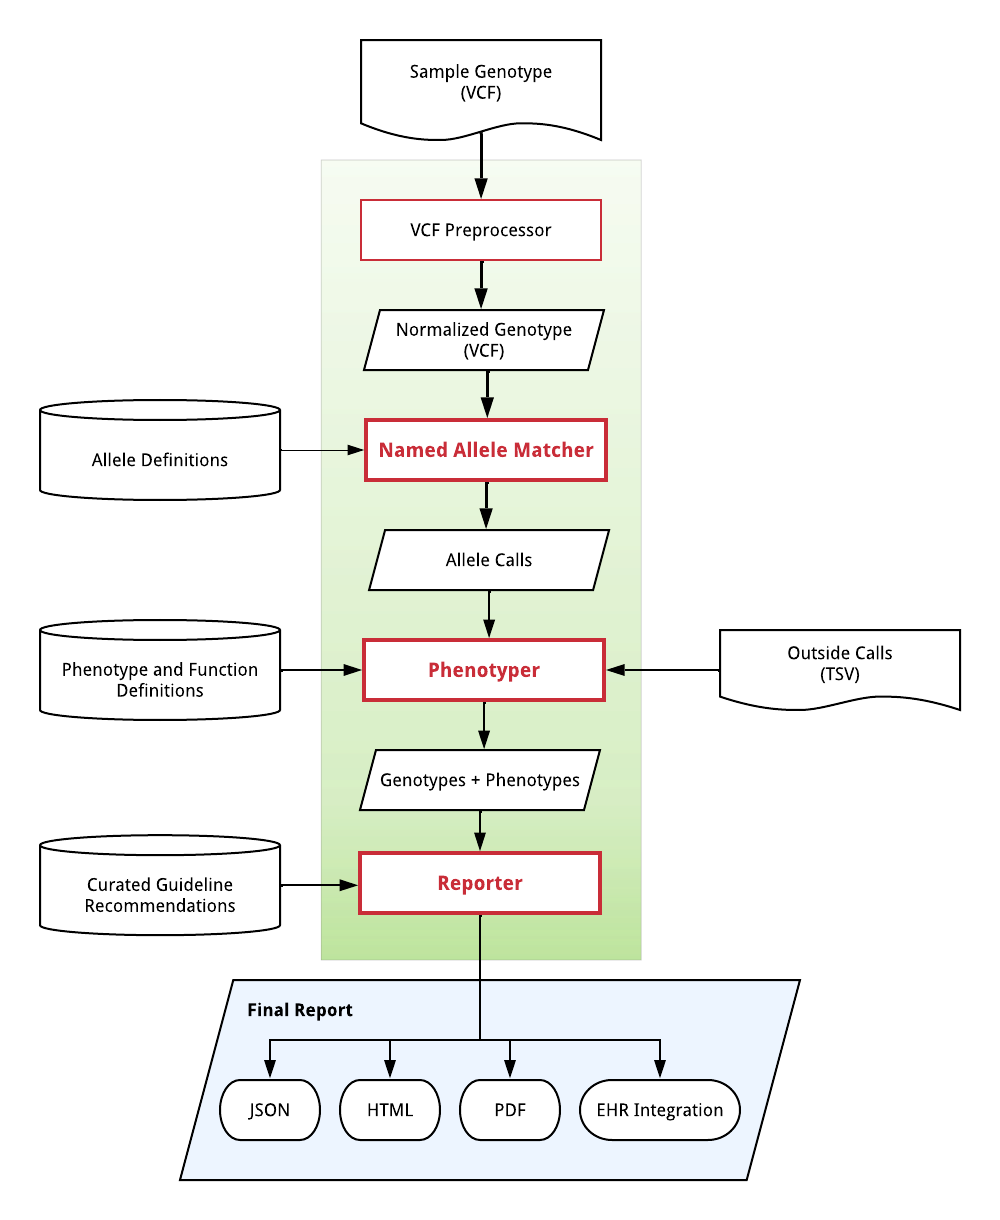 Sample Genotype
(VCF)
VCF Preprocessor
Normalized Genotype
(VCF)
Allele Definitions
Named Allele Matcher
Allele Calls
Phenotype and Function
Definitions
Phenotyper
Outside Calls
(TSV)
Genotypes + Phenotypes
Curated Guideline
Recommendations
Reporter
Final Report
JSON
HTML
PDF
EHR Integration